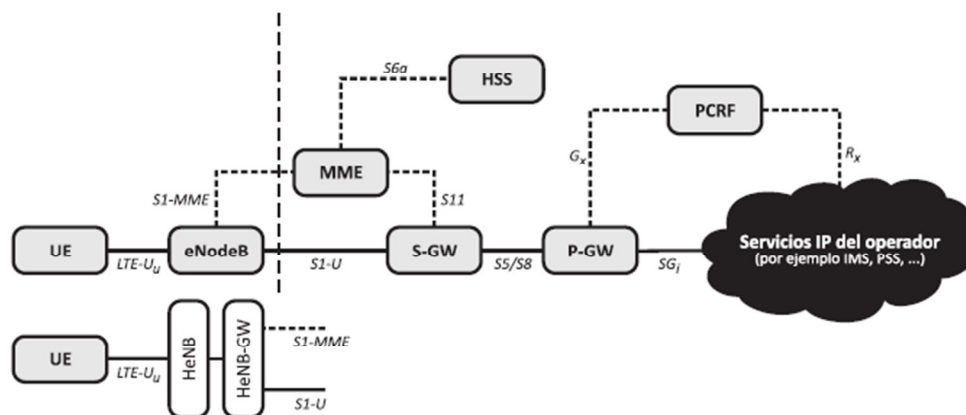 S6a
HSS
PCRF
MME
Gx
Rx
S1-MME
S11
UE
eNodeB
S-GW
P-GW
Servicios IP del operador
(por ejemplo IMS, PSS, ...)
LTE-Uu
S1-U
S5/S8
SGi
UE
HeNB
HeNB-GW
S1-MME
LTE-Uu
S1-U